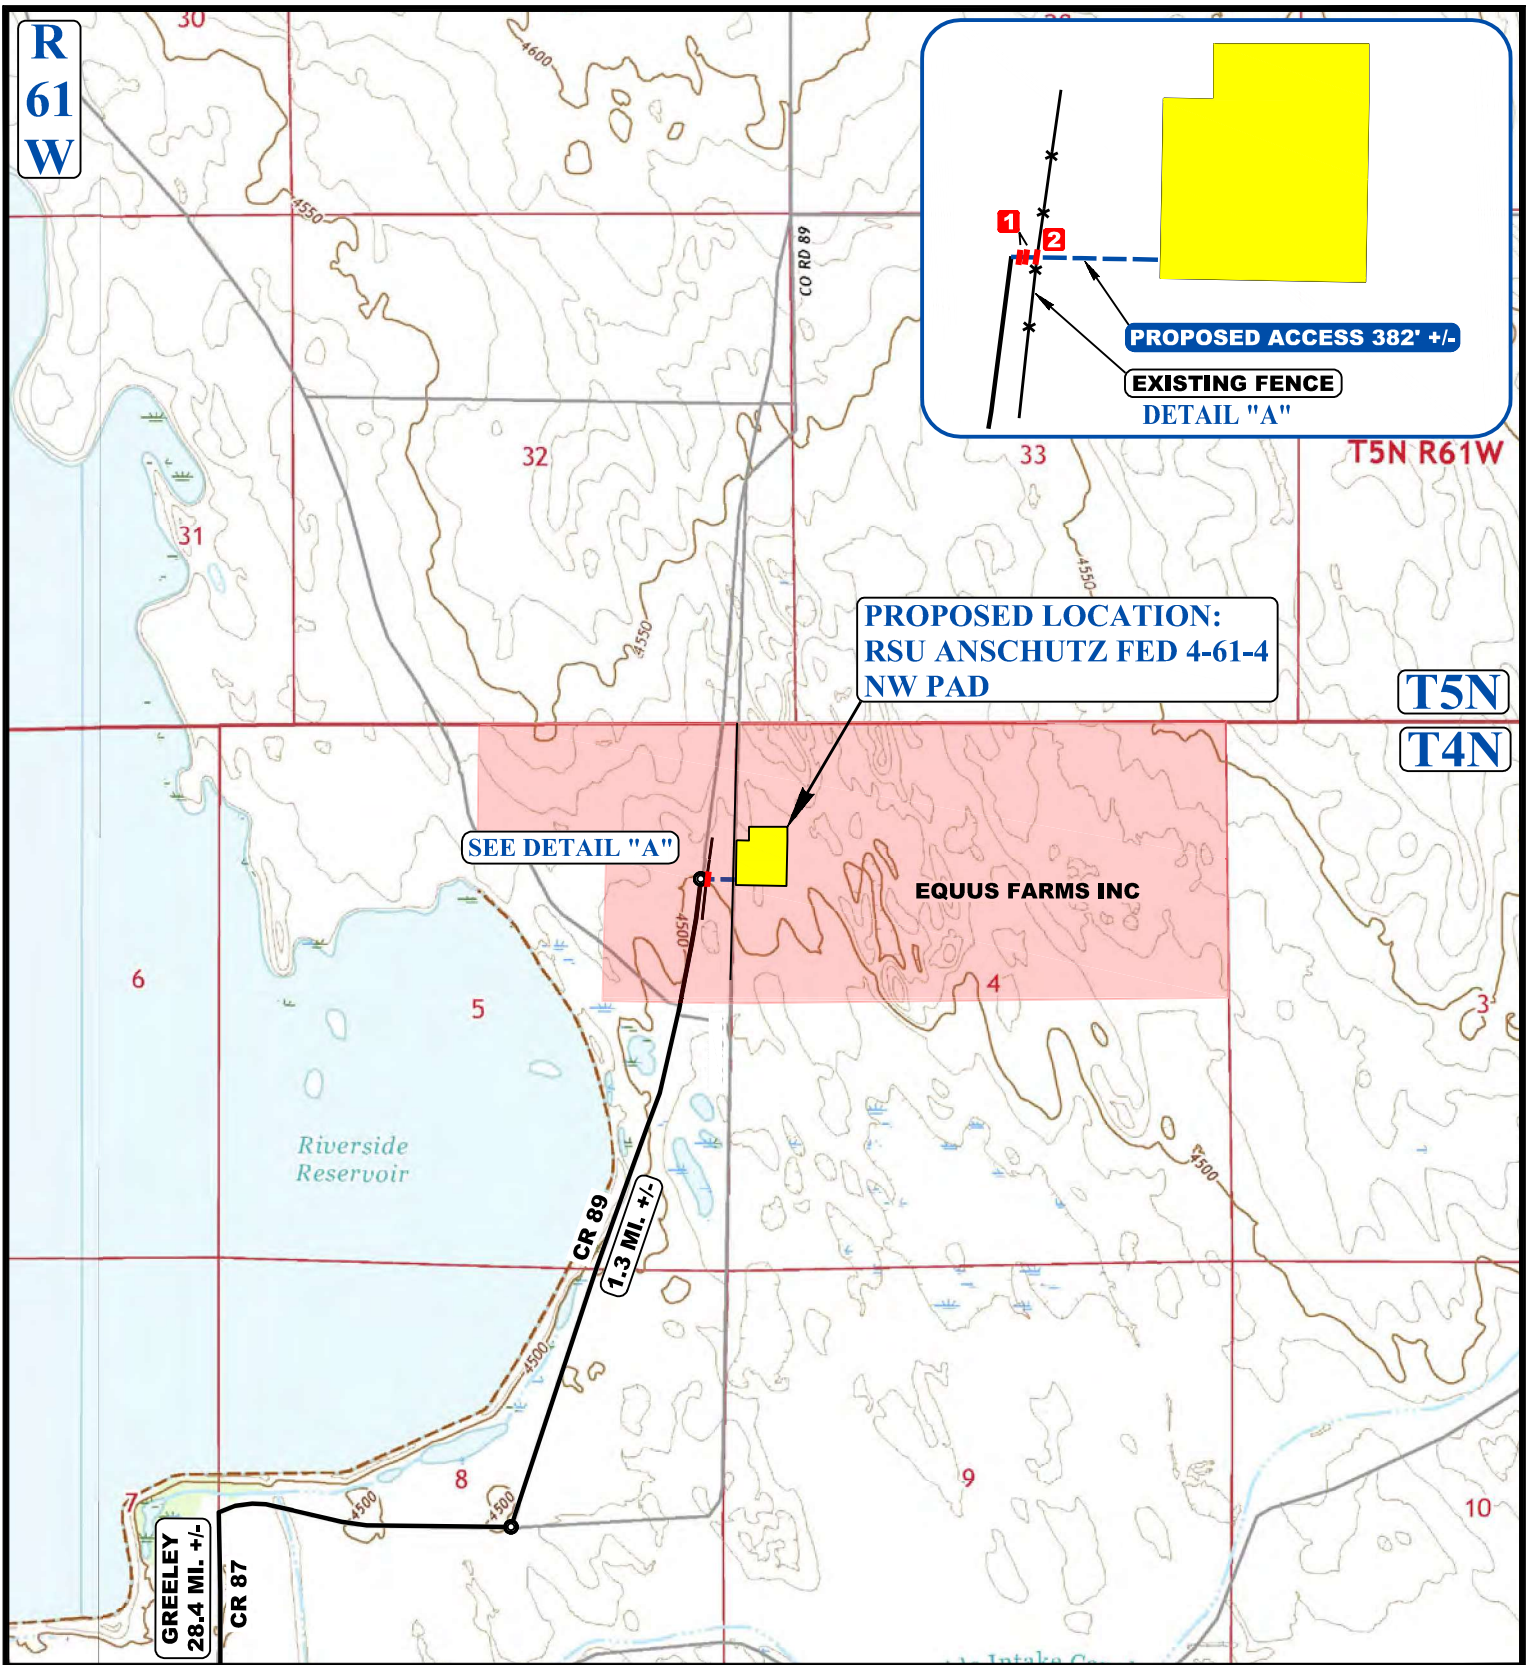 R
61
W
30
4600
4550
CO RD 89
1
2
PROPOSED ACCESS 382' +/-
EXISTING FENCE
DETAIL "A"
32
33
T5N R61W
31
4550
4550
PROPOSED LOCATION:
RSU ANSCHUTZ FED 4-61-4
NW PAD
T5N
T4N
SEE DETAIL "A"
EQUUS FARMS INC
4500
6
5
4
3
Riverside
Reservoir
CR 89
1.3 MI. +/-
4500
4500
7
8
9
10
4500
4500
GREELEY
28.4 MI. +/-
CR 87
Intake